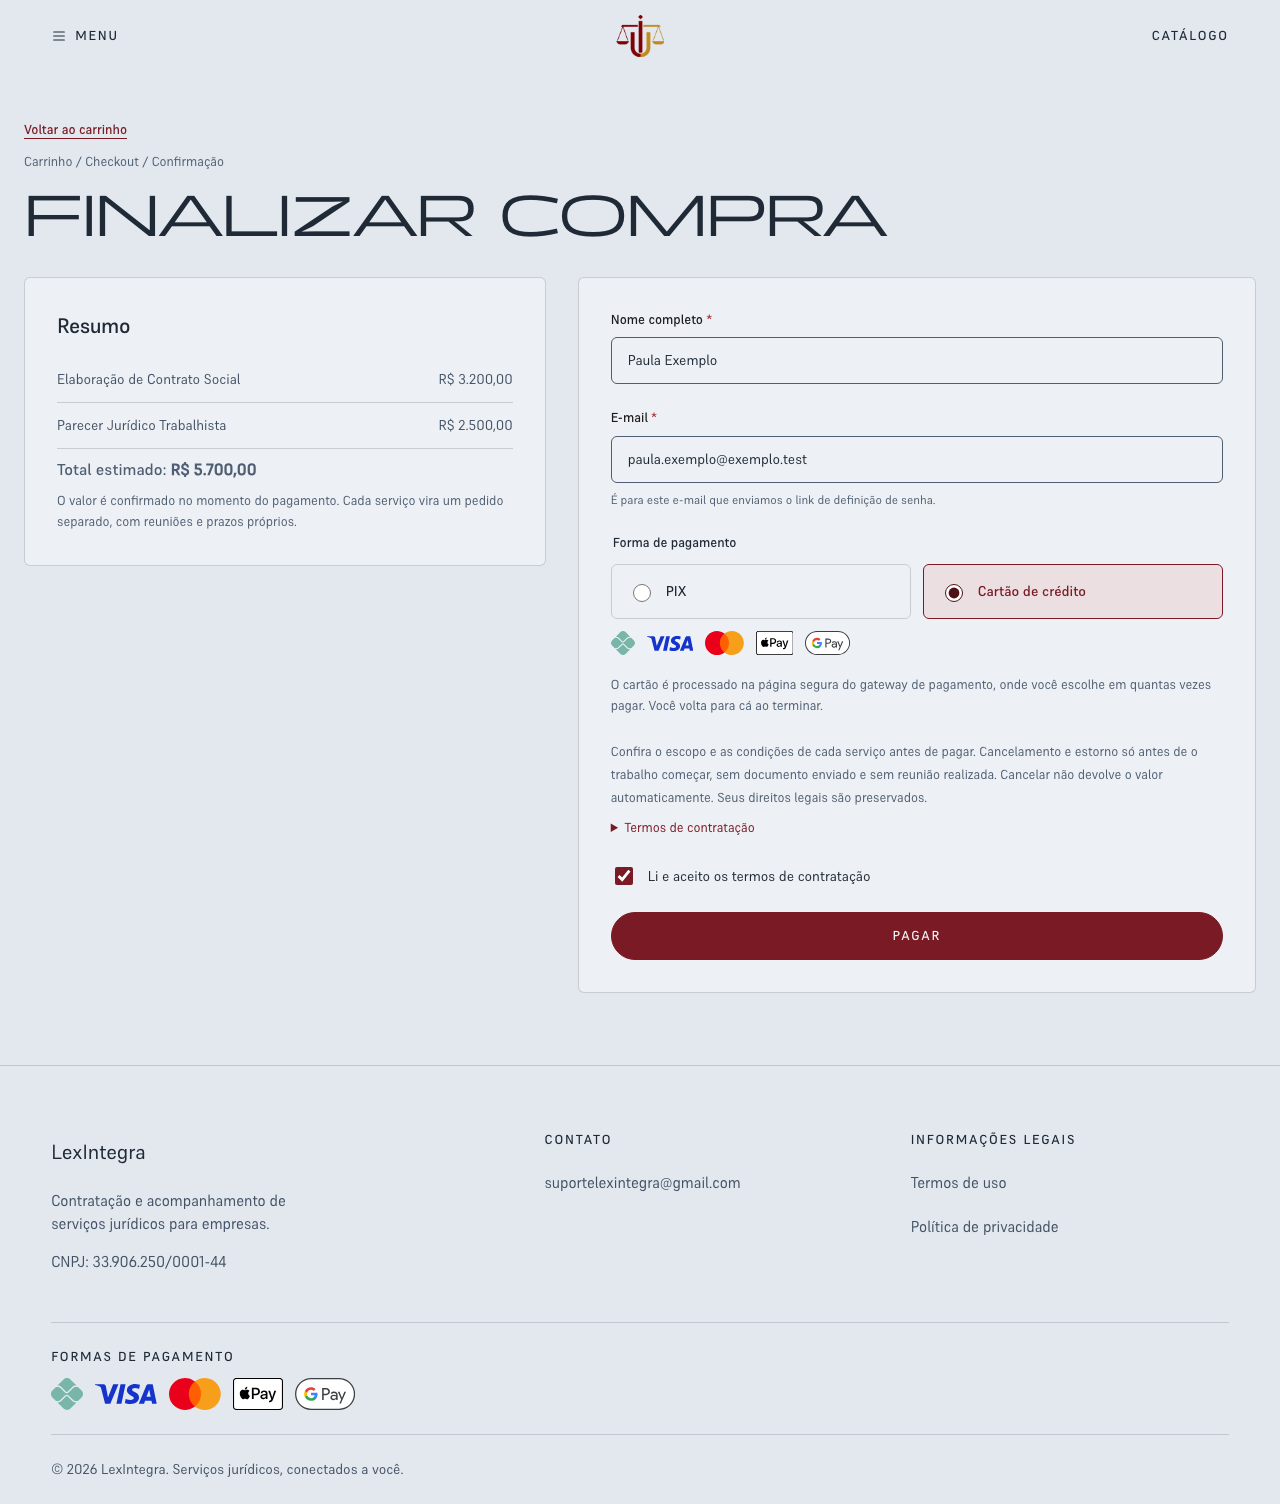 MENU
CATÁLOGO
Voltar ao carrinho
Carrinho / Checkout / Confirmação
FINALIZAR COMPRA
Resumo
Elaboração de Contrato Social R$ 3.200,00
Parecer Jurídico Trabalhista R$ 2.500,00
Total estimado: R$ 5.700,00
O valor é confirmado no momento do pagamento. Cada serviço vira um pedido
separado, com reuniões e prazos próprios.
Nome completo *
Paula Exemplo
E-mail *
paula.exemplo@exemplo.test
É para este e-mail que enviamos o link de definição de senha.
Forma de pagamento
PIX
Cartão de crédito
VISA Pay G Pay
O cartão é processado na página segura do gateway de pagamento, onde você escolhe em quantas vezes
pagar. Você volta para cá ao terminar.
Confira o escopo e as condições de cada serviço antes de pagar. Cancelamento e estorno só antes de o
trabalho começar, sem documento enviado e sem reunião realizada. Cancelar não devolve o valor
automaticamente. Seus direitos legais são preservados.
Termos de contratação
Li e aceito os termos de contratação
PAGAR
LexIntegra
Contratação e acompanhamento de
serviços jurídicos para empresas.
CNPJ: 33.906.250/0001-44
CONTATO
suportelexintegra@gmail.com
INFORMAÇÕES LEGAIS
Termos de uso
Política de privacidade
FORMAS DE PAGAMENTO
VISA Pay G Pay
© 2026 LexIntegra. Serviços jurídicos, conectados a você.